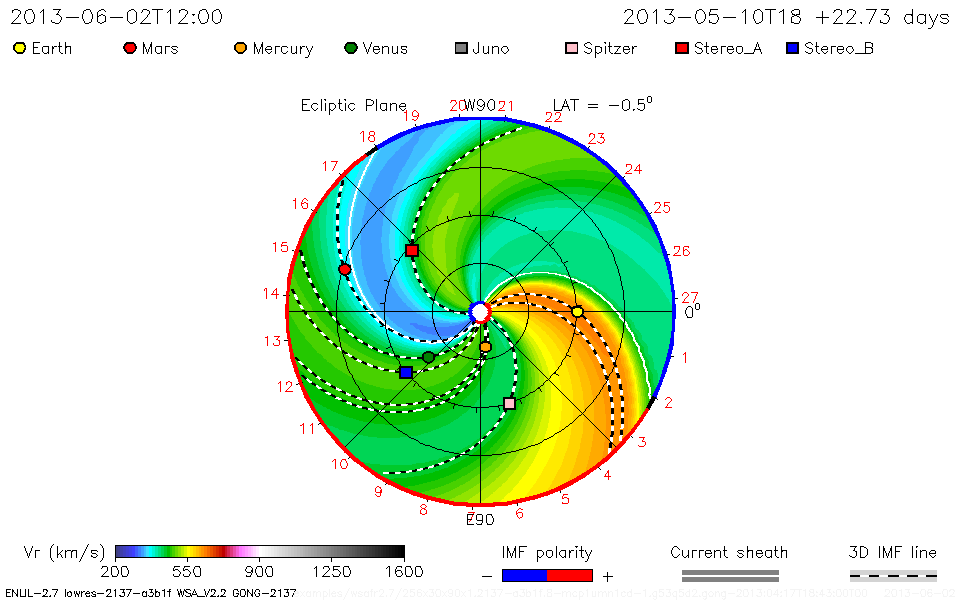 2013-06-02T12:00 2013-05-10T18 +22.73 days
Earth Mars Mercury Venus Juno Spitzer Stereo_A Stereo_B
Ecliptic Plane W90 LAT = -0.5⁰
20 21
19 22
18 23
17 24
16 25
15 26
14 27 0⁰
13 1
12 2
11 3
10 4
9 5
8 6
7
E90
Vr (km/s) IMF polarity Current sheath 3D IMF line
200 550 900 1250 1600 - +
ENLIL-2.7 lowres-2137-a3b1f WSA_V2.2 GONG-2137